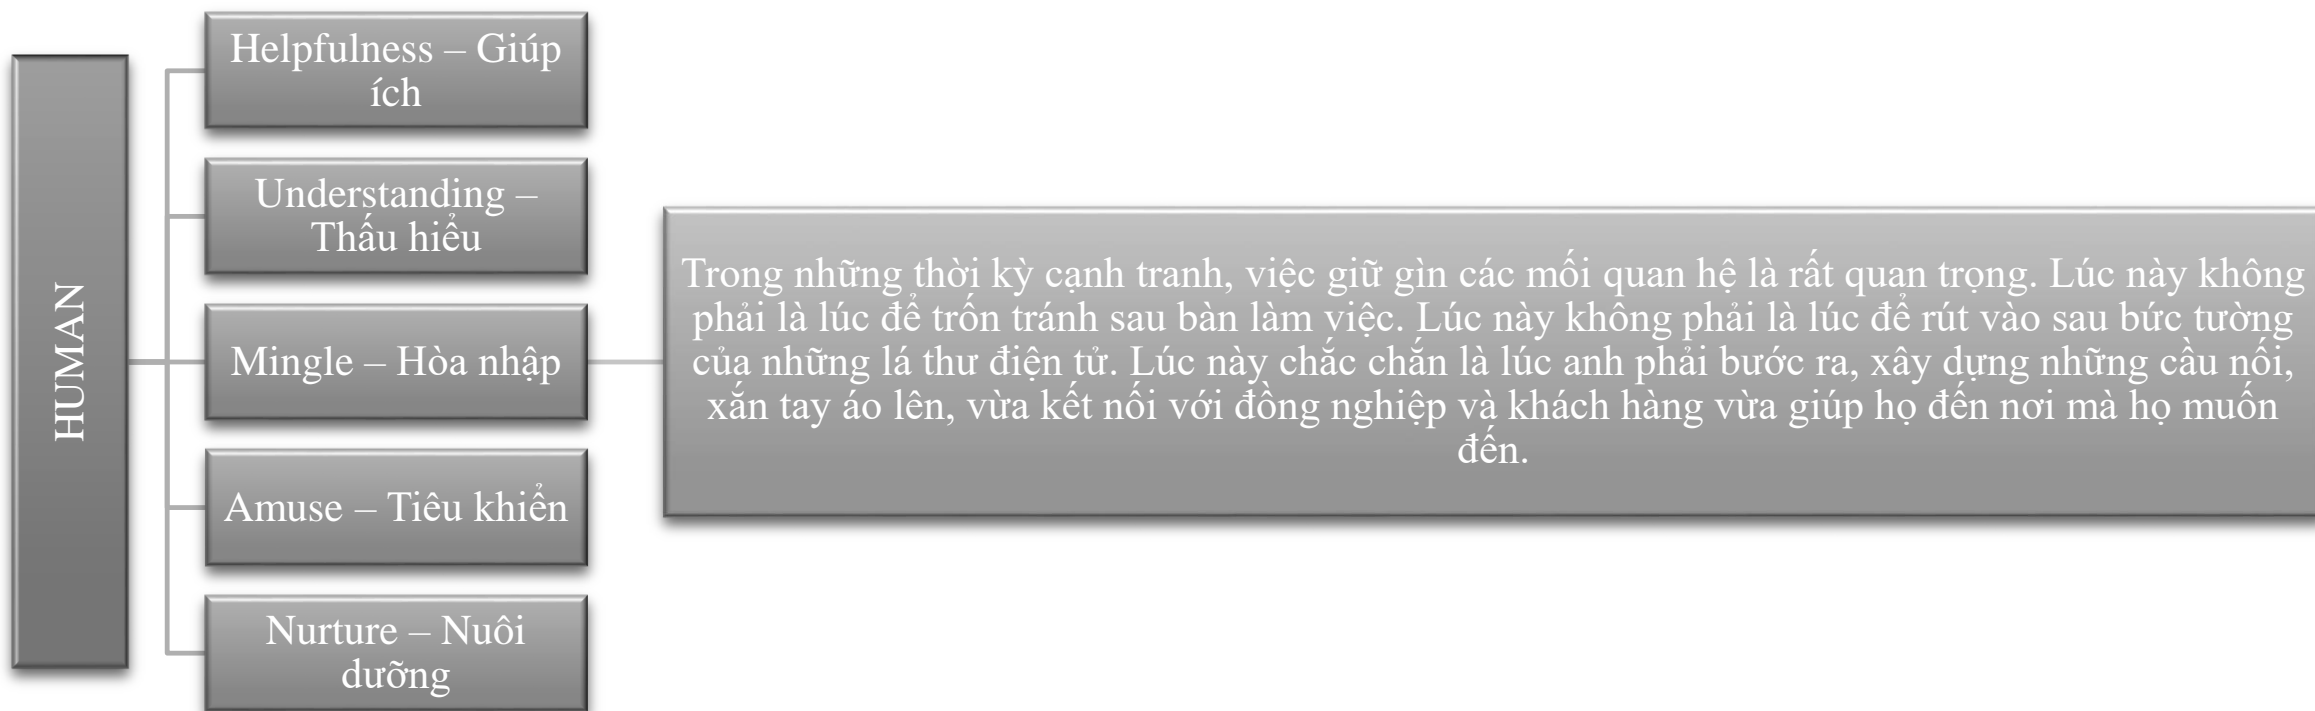 HUMAN
Helpfulness – Giúp
ích
Understanding –
Thấu hiểu
Mingle – Hòa nhập
Trong những thời kỳ cạnh tranh, việc giữ gìn các mối quan hệ là rất quan trọng. Lúc này không
phải là lúc để trốn tránh sau bàn làm việc. Lúc này không phải là lúc để rút vào sau bức tường
của những lá thư điện tử. Lúc này chắc chắn là lúc anh phải bước ra, xây dựng những cầu nối,
xắn tay áo lên, vừa kết nối với đồng nghiệp và khách hàng vừa giúp họ đến nơi mà họ muốn
đến.
Amuse – Tiêu khiển
Nurture – Nuôi
dưỡng